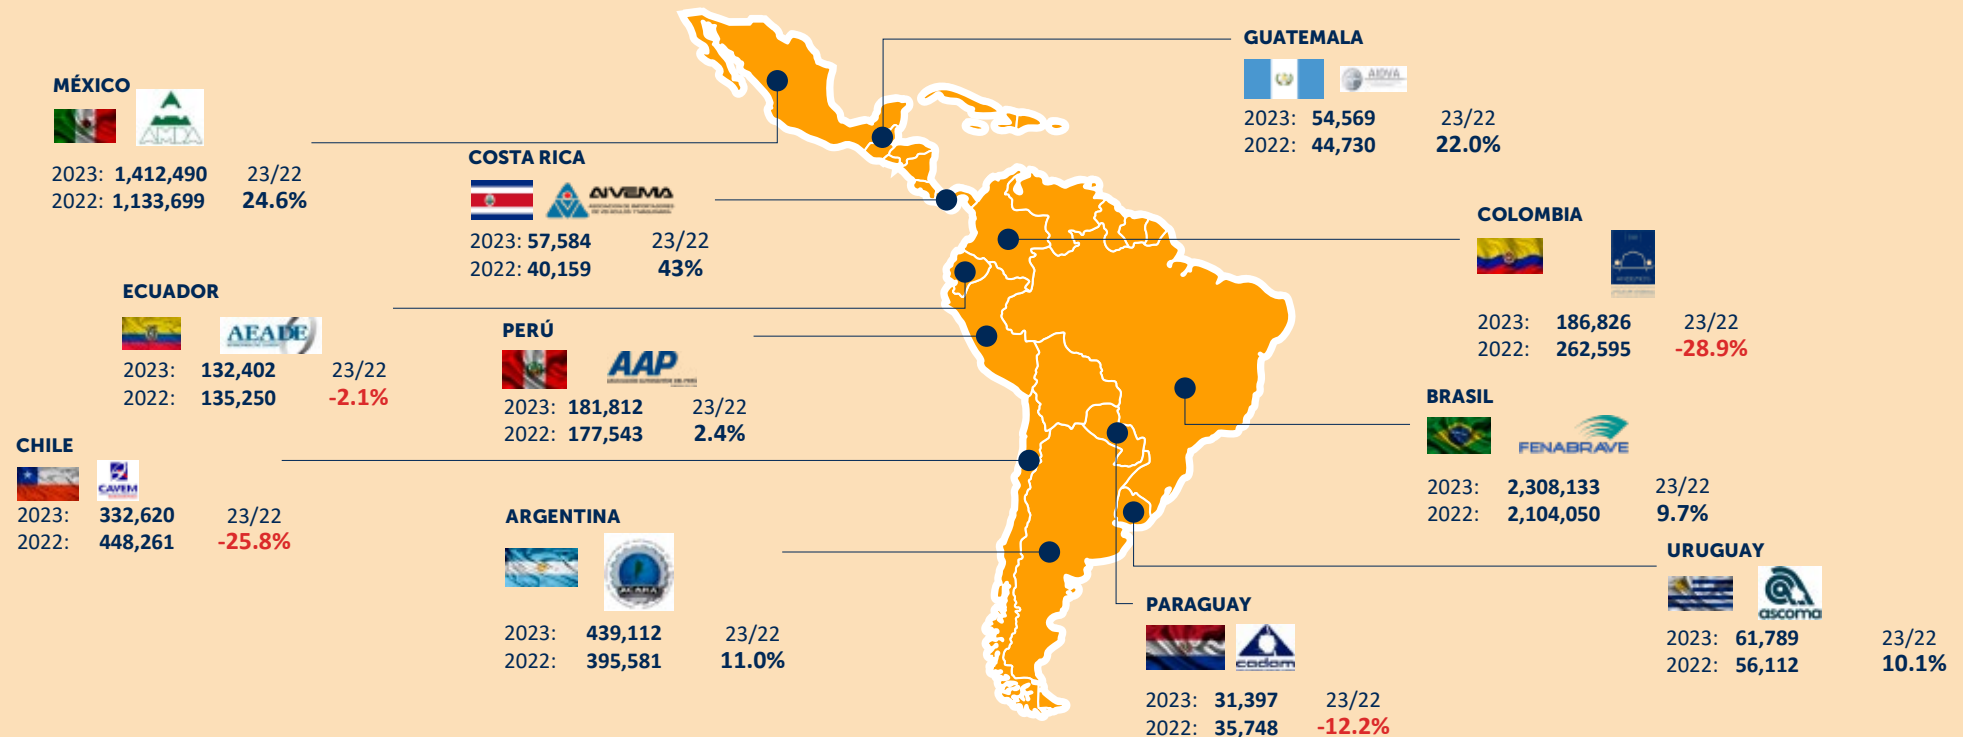 MÉXICO
AMDA
2023: 1,412,490 23/22
2022: 1,133,699 24.6%
COSTA RICA
AIVEMA
2023: 57,584 23/22
2022: 40,159 43%
GUATEMALA
AIDVA
2023: 54,569 23/22
2022: 44,730 22.0%
COLOMBIA
2023: 186,826 23/22
2022: 262,595 -28.9%
ECUADOR
AEADE
2023: 132,402 23/22
2022: 135,250 -2.1%
PERÚ
AAP
2023: 181,812 23/22
2022: 177,543 2.4%
BRASIL
FENABRAVE
2023: 2,308,133 23/22
2022: 2,104,050 9.7%
CHILE
CAVEM
2023: 332,620 23/22
2022: 448,261 -25.8%
ARGENTINA
ACARA
2023: 439,112 23/22
2022: 395,581 11.0%
PARAGUAY
cadam
2023: 31,397 23/22
2022: 35,748 -12.2%
URUGUAY
ascoma
2023: 61,789 23/22
2022: 56,112 10.1%